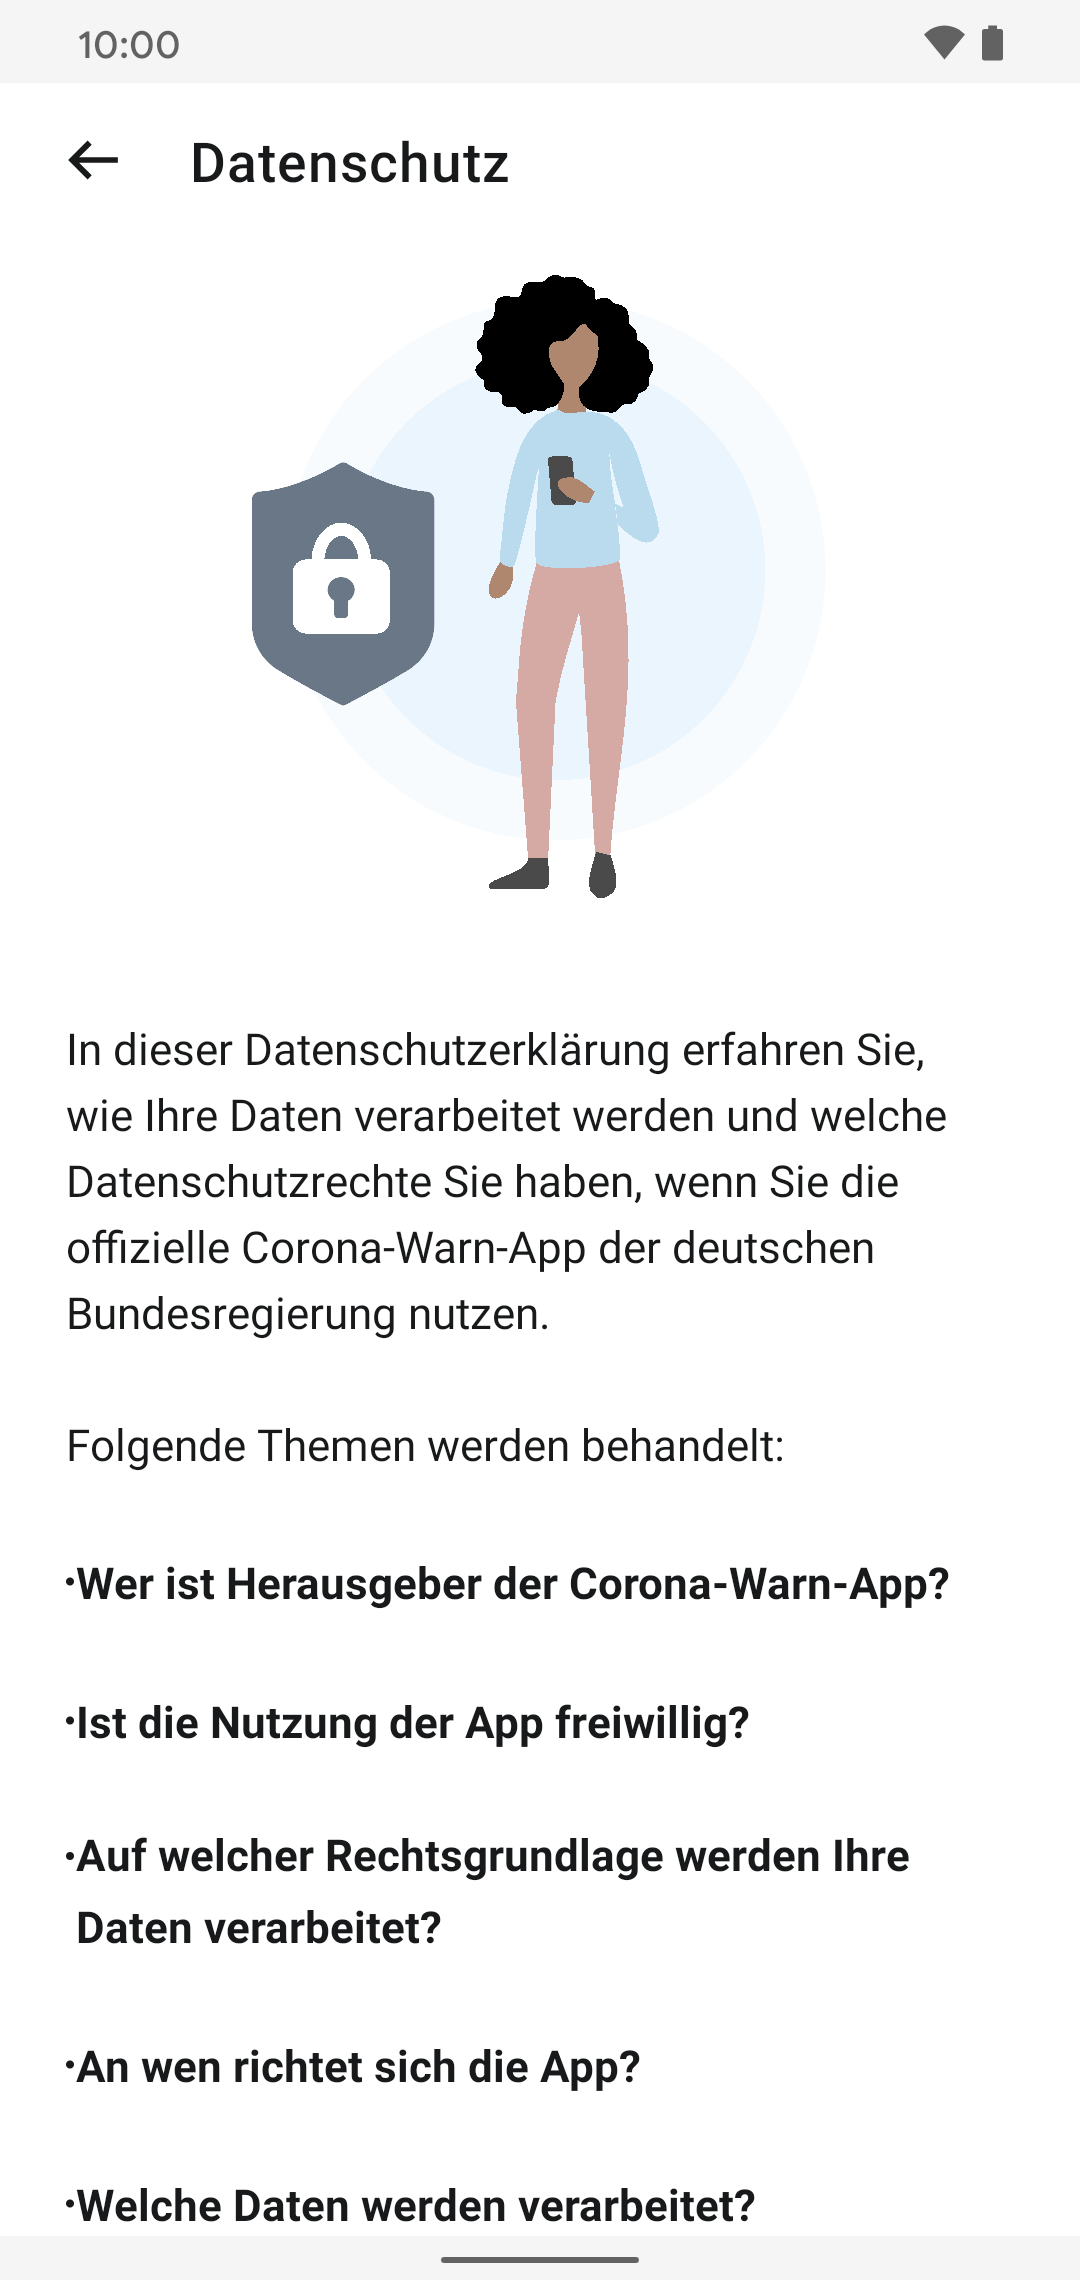 10:00
Datenschutz
In dieser Datenschutzerklärung erfahren Sie,
wie Ihre Daten verarbeitet werden und welche
Datenschutzrechte Sie haben, wenn Sie die
offizielle Corona-Warn-App der deutschen
Bundesregierung nutzen.
Folgende Themen werden behandelt:
·Wer ist Herausgeber der Corona-Warn-App?
·Ist die Nutzung der App freiwillig?
·Auf welcher Rechtsgrundlage werden Ihre
Daten verarbeitet?
·An wen richtet sich die App?
·Welche Daten werden verarbeitet?